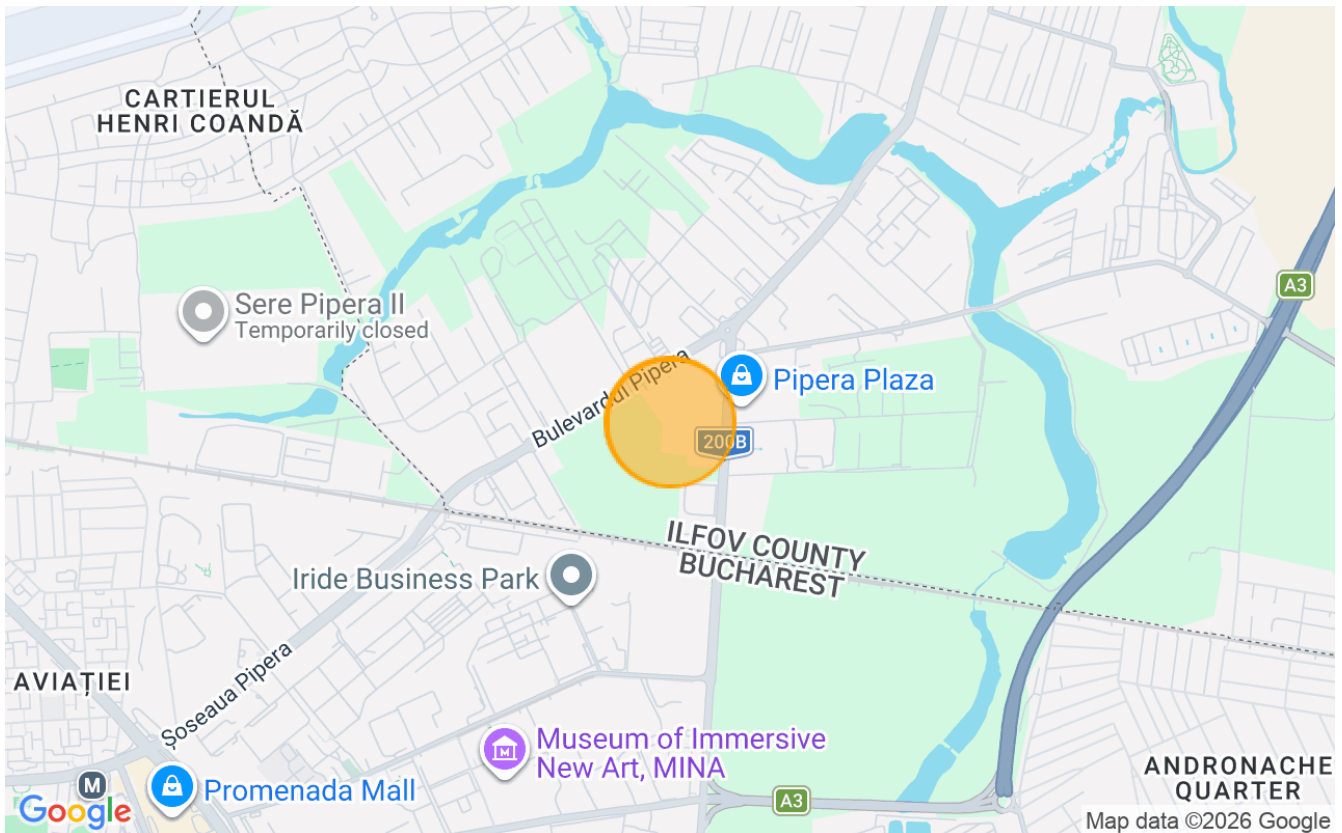 CARTIERUL
HENRI COANDĂ
A3
Sere Pipera II
Temporarily closed
Bulevardul Pipera
Pipera Plaza
200B
ILFOV COUNTY
BUCHAREST
Iride Business Park
Șoseaua Pipera
AVIAȚIEI
Museum of Immersive
New Art, MINA
ANDRONACHE
QUARTER
M
Promenada Mall
A3
Google
Map data ©2026 Google